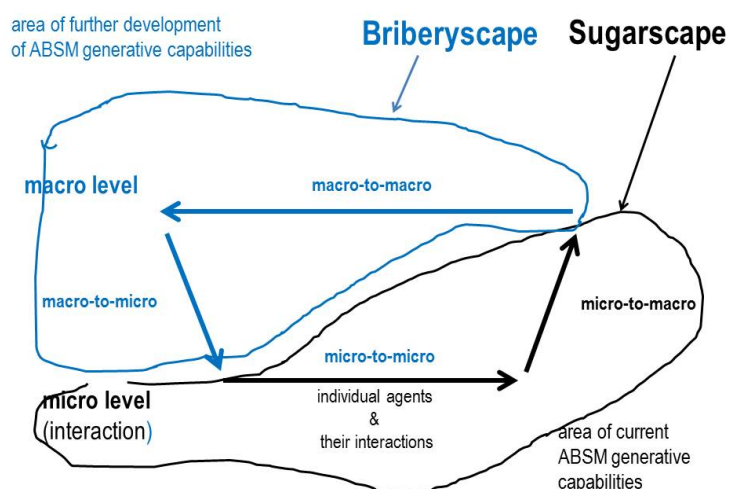 area of further development
of ABSM generative capabilities
Briberyscape
Sugarscape
macro level
macro-to-macro
macro-to-micro
micro-to-macro
micro-to-micro
micro level
(interaction)
individual agents
&
their interactions
area of current
ABSM generative
capabilities